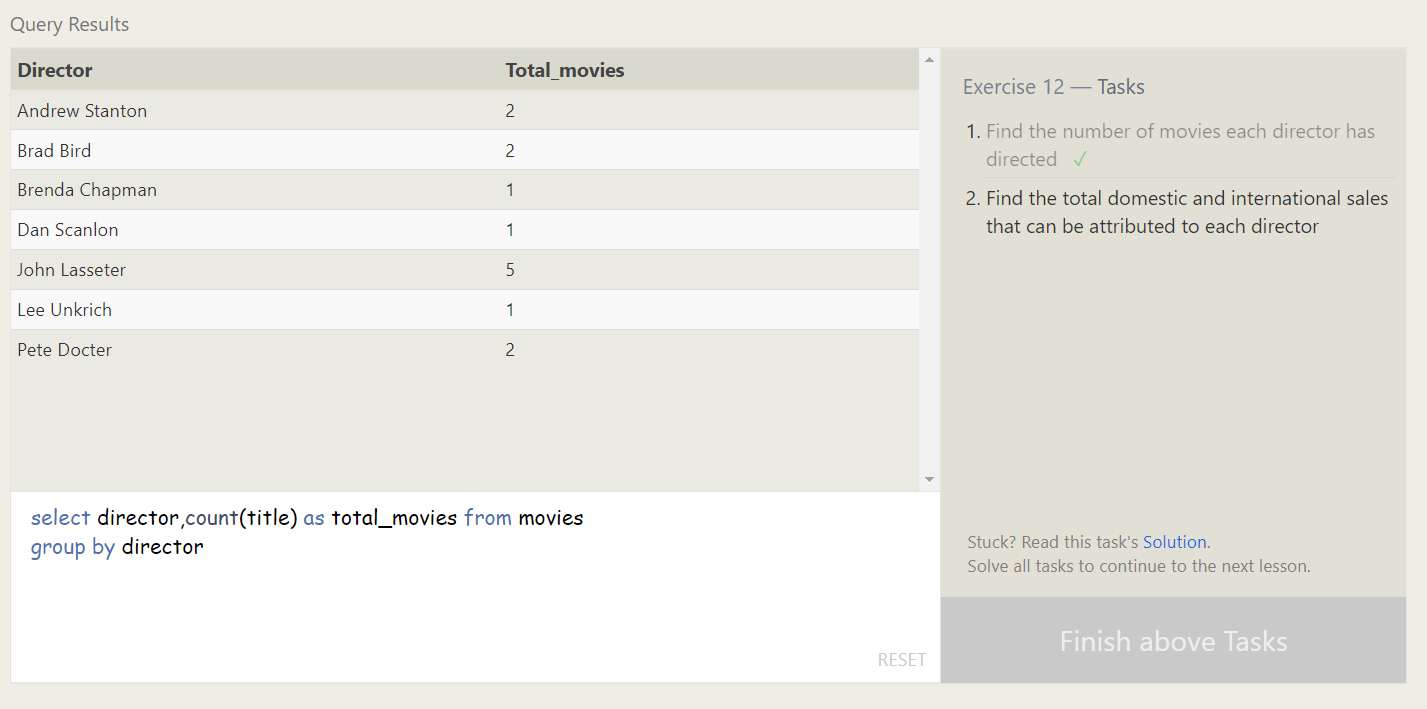 Query Results
Director Total_movies
Andrew Stanton 2
Brad Bird 2
Brenda Chapman 1
Dan Scanlon 1
John Lasseter 5
Lee Unkrich 1
Pete Docter 2
select director,count(title) as total_movies from movies
group by director
RESET
Exercise 12 — Tasks
1. Find the number of movies each director has
directed ✓
2. Find the total domestic and international sales
that can be attributed to each director
Stuck? Read this task's Solution.
Solve all tasks to continue to the next lesson.
Finish above Tasks